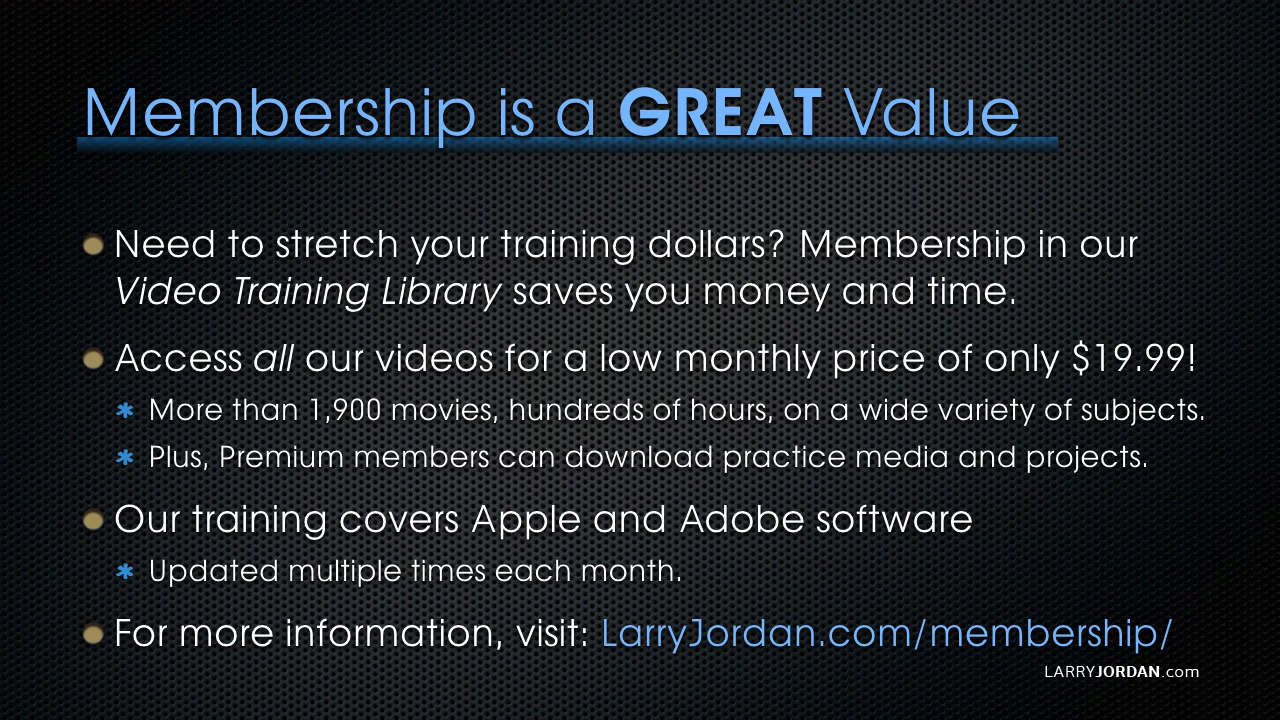 Membership is a GREAT Value
Need to stretch your training dollars? Membership in our
Video Training Library saves you money and time.
Access all our videos for a low monthly price of only $19.99!
More than 1,900 movies, hundreds of hours, on a wide variety of subjects.
Plus, Premium members can download practice media and projects.
Our training covers Apple and Adobe software
Updated multiple times each month.
For more information, visit: LarryJordan.com/membership/
LARRYJORDAN.com